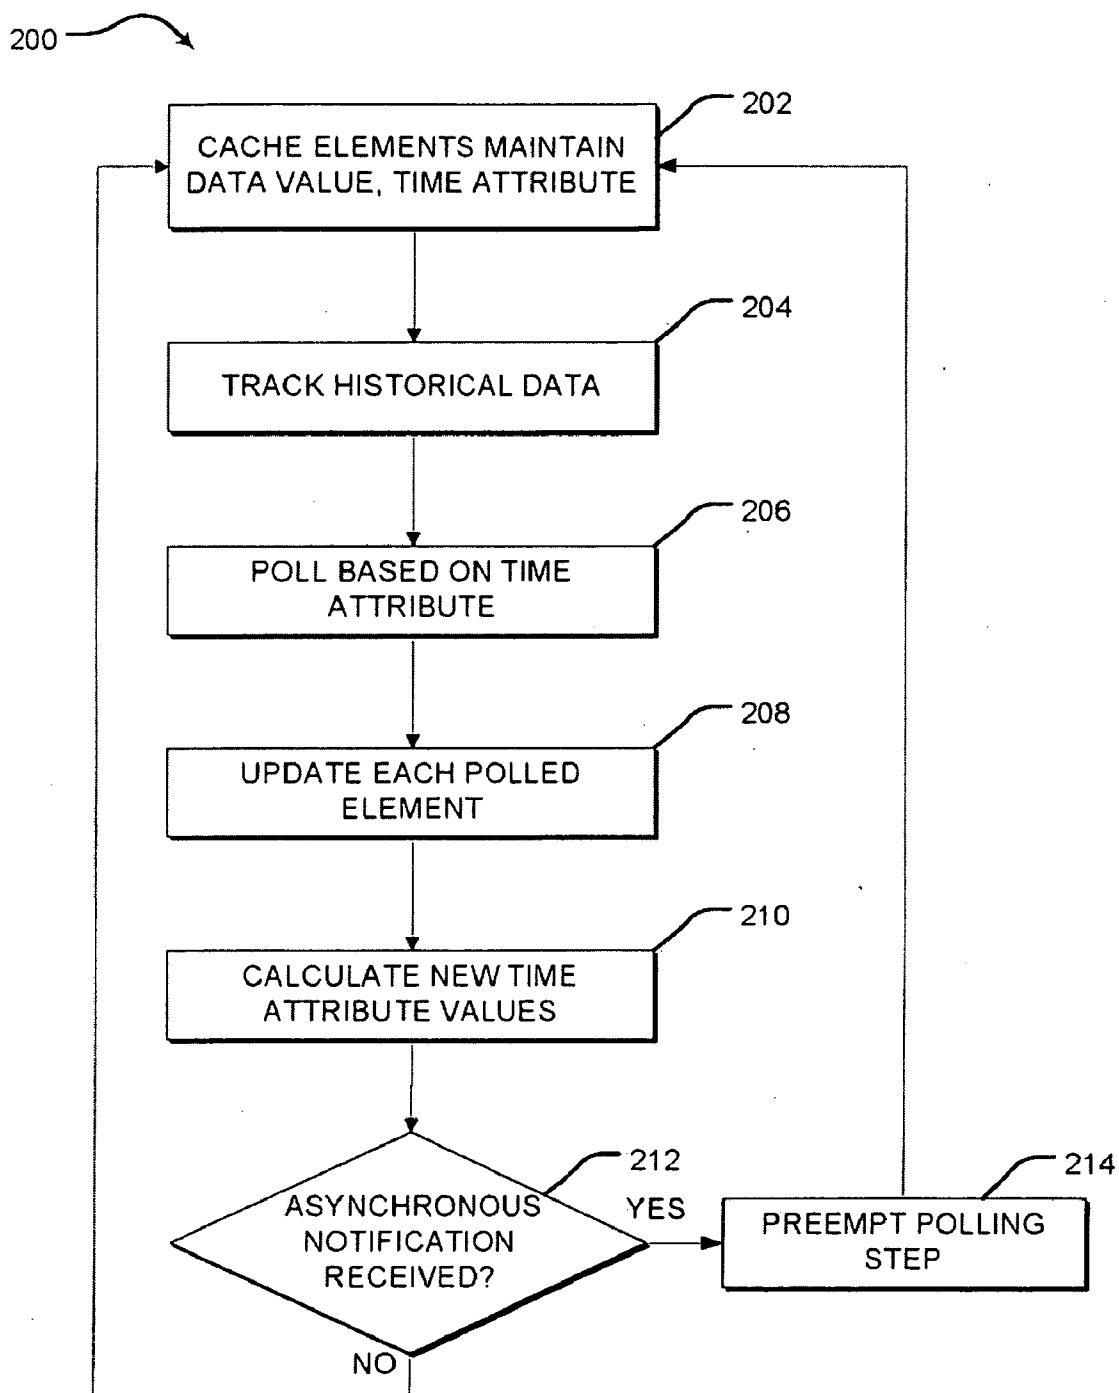 200
202
CACHE ELEMENTS MAINTAIN
DATA VALUE, TIME ATTRIBUTE
204
TRACK HISTORICAL DATA
206
POLL BASED ON TIME
ATTRIBUTE
208
UPDATE EACH POLLED
ELEMENT
210
CALCULATE NEW TIME
ATTRIBUTE VALUES
212
ASYNCHRONOUS
NOTIFICATION
RECEIVED?
YES
214
PREEMPT POLLING
STEP
NO